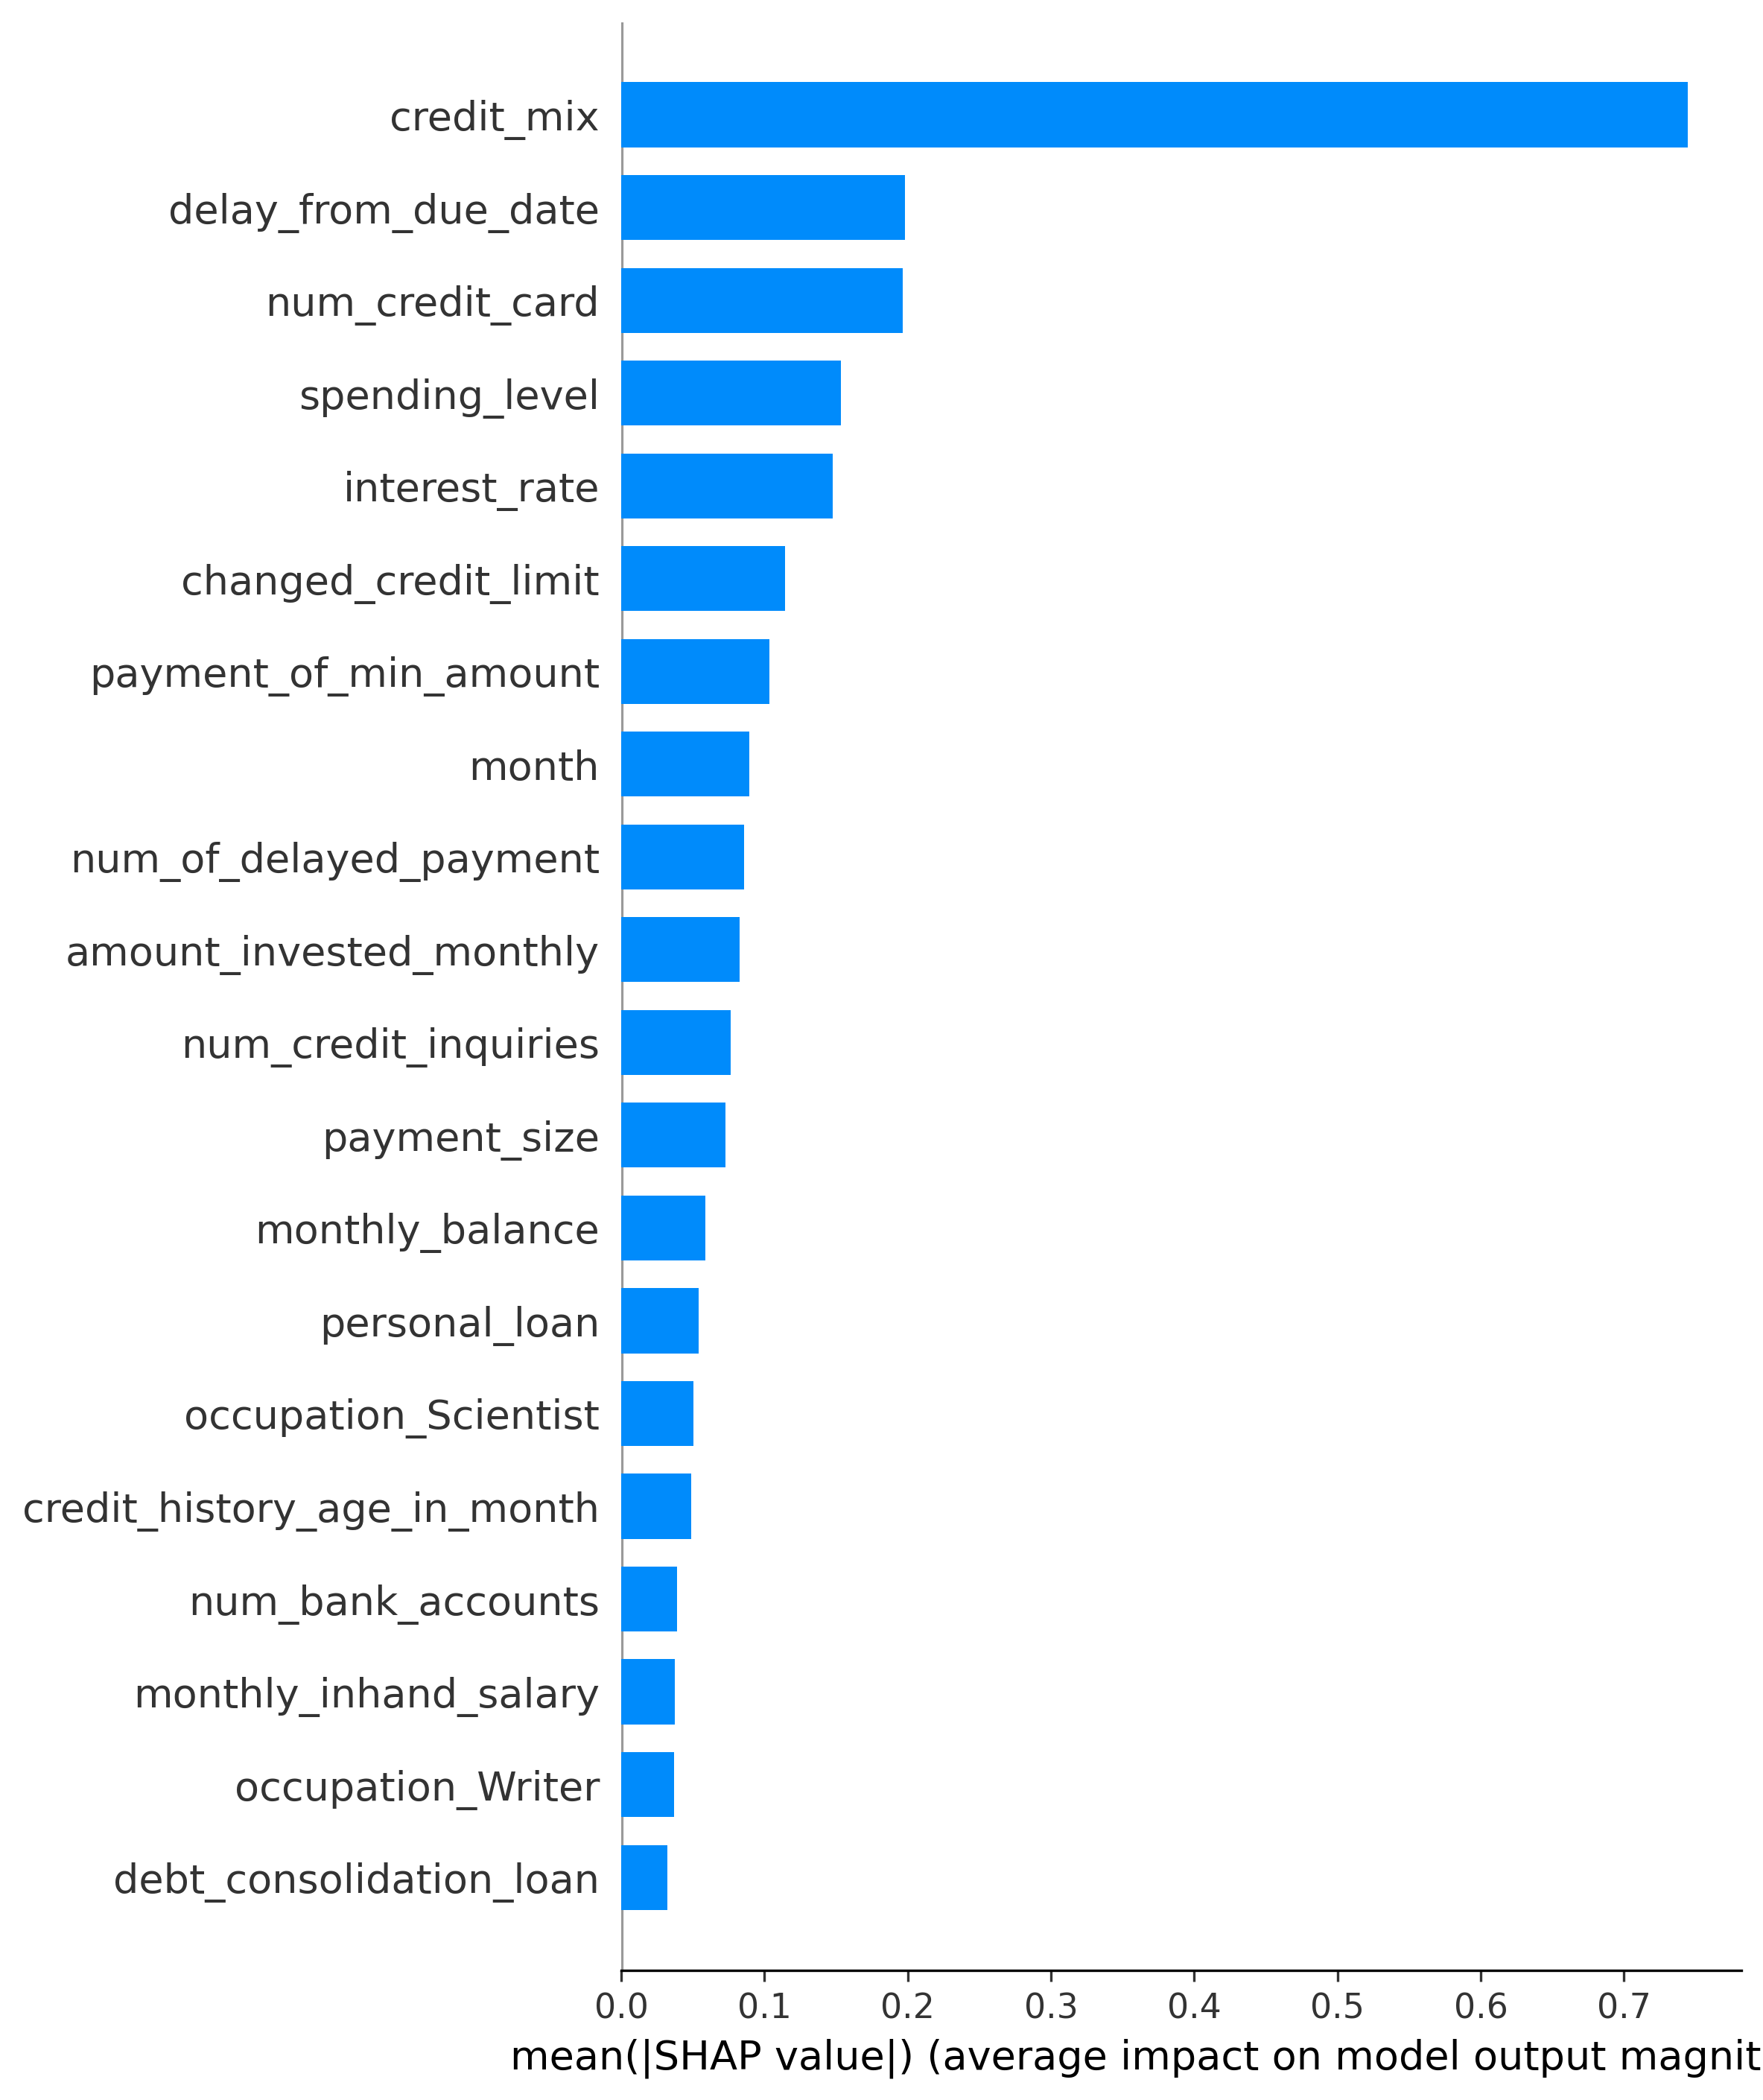 credit_mix
delay_from_due_date
num_credit_card
spending_level
interest_rate
changed_credit_limit
payment_of_min_amount
month
num_of_delayed_payment
amount_invested_monthly
num_credit_inquiries
payment_size
monthly_balance
personal_loan
occupation_Scientist
credit_history_age_in_month
num_bank_accounts
monthly_inhand_salary
occupation_Writer
debt_consolidation_loan
0.0 0.1 0.2 0.3 0.4 0.5 0.6 0.7
mean(|SHAP value|) (average impact on model output magnit